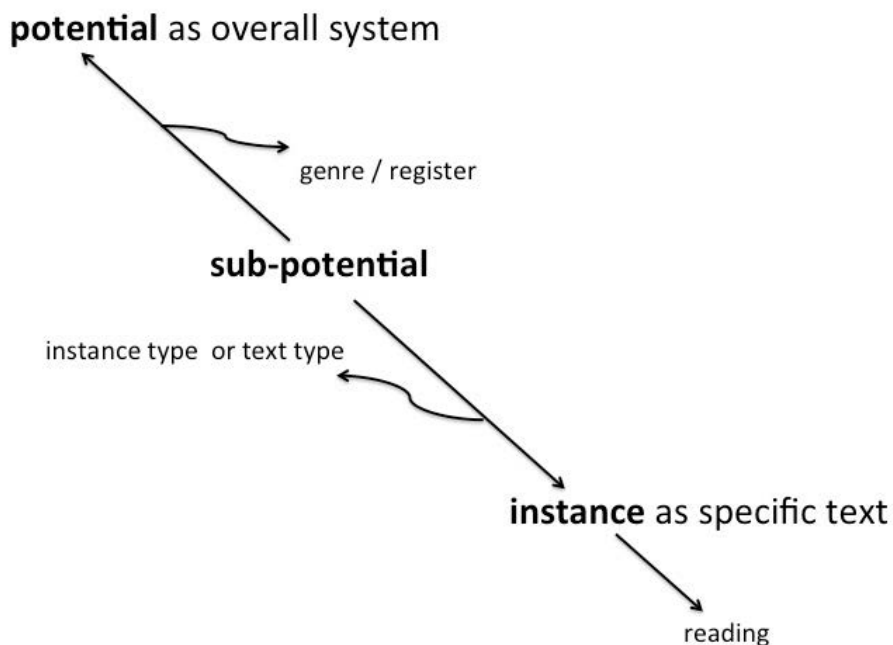 potential as overall system
genre / register
sub-potential
instance type or text type
instance as specific text
reading